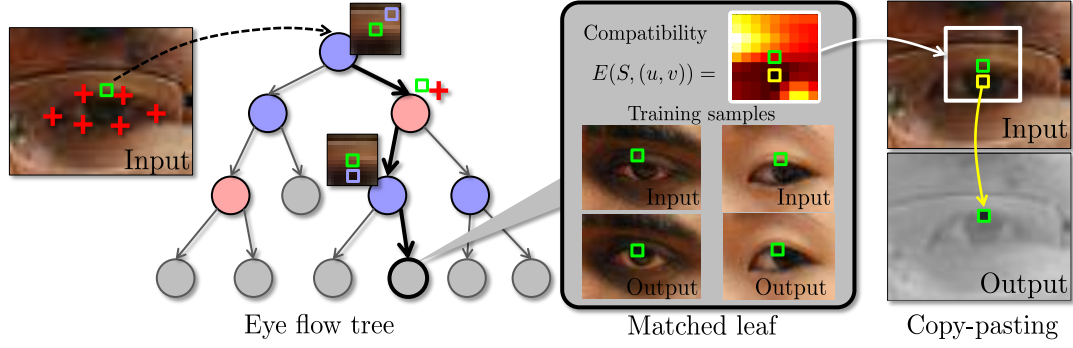 Input
Eye flow tree
Compatibility
E(S, (u, v)) =
Training samples
Input
Input
Output
Output
Matched leaf
Input
Output
Copy-pasting